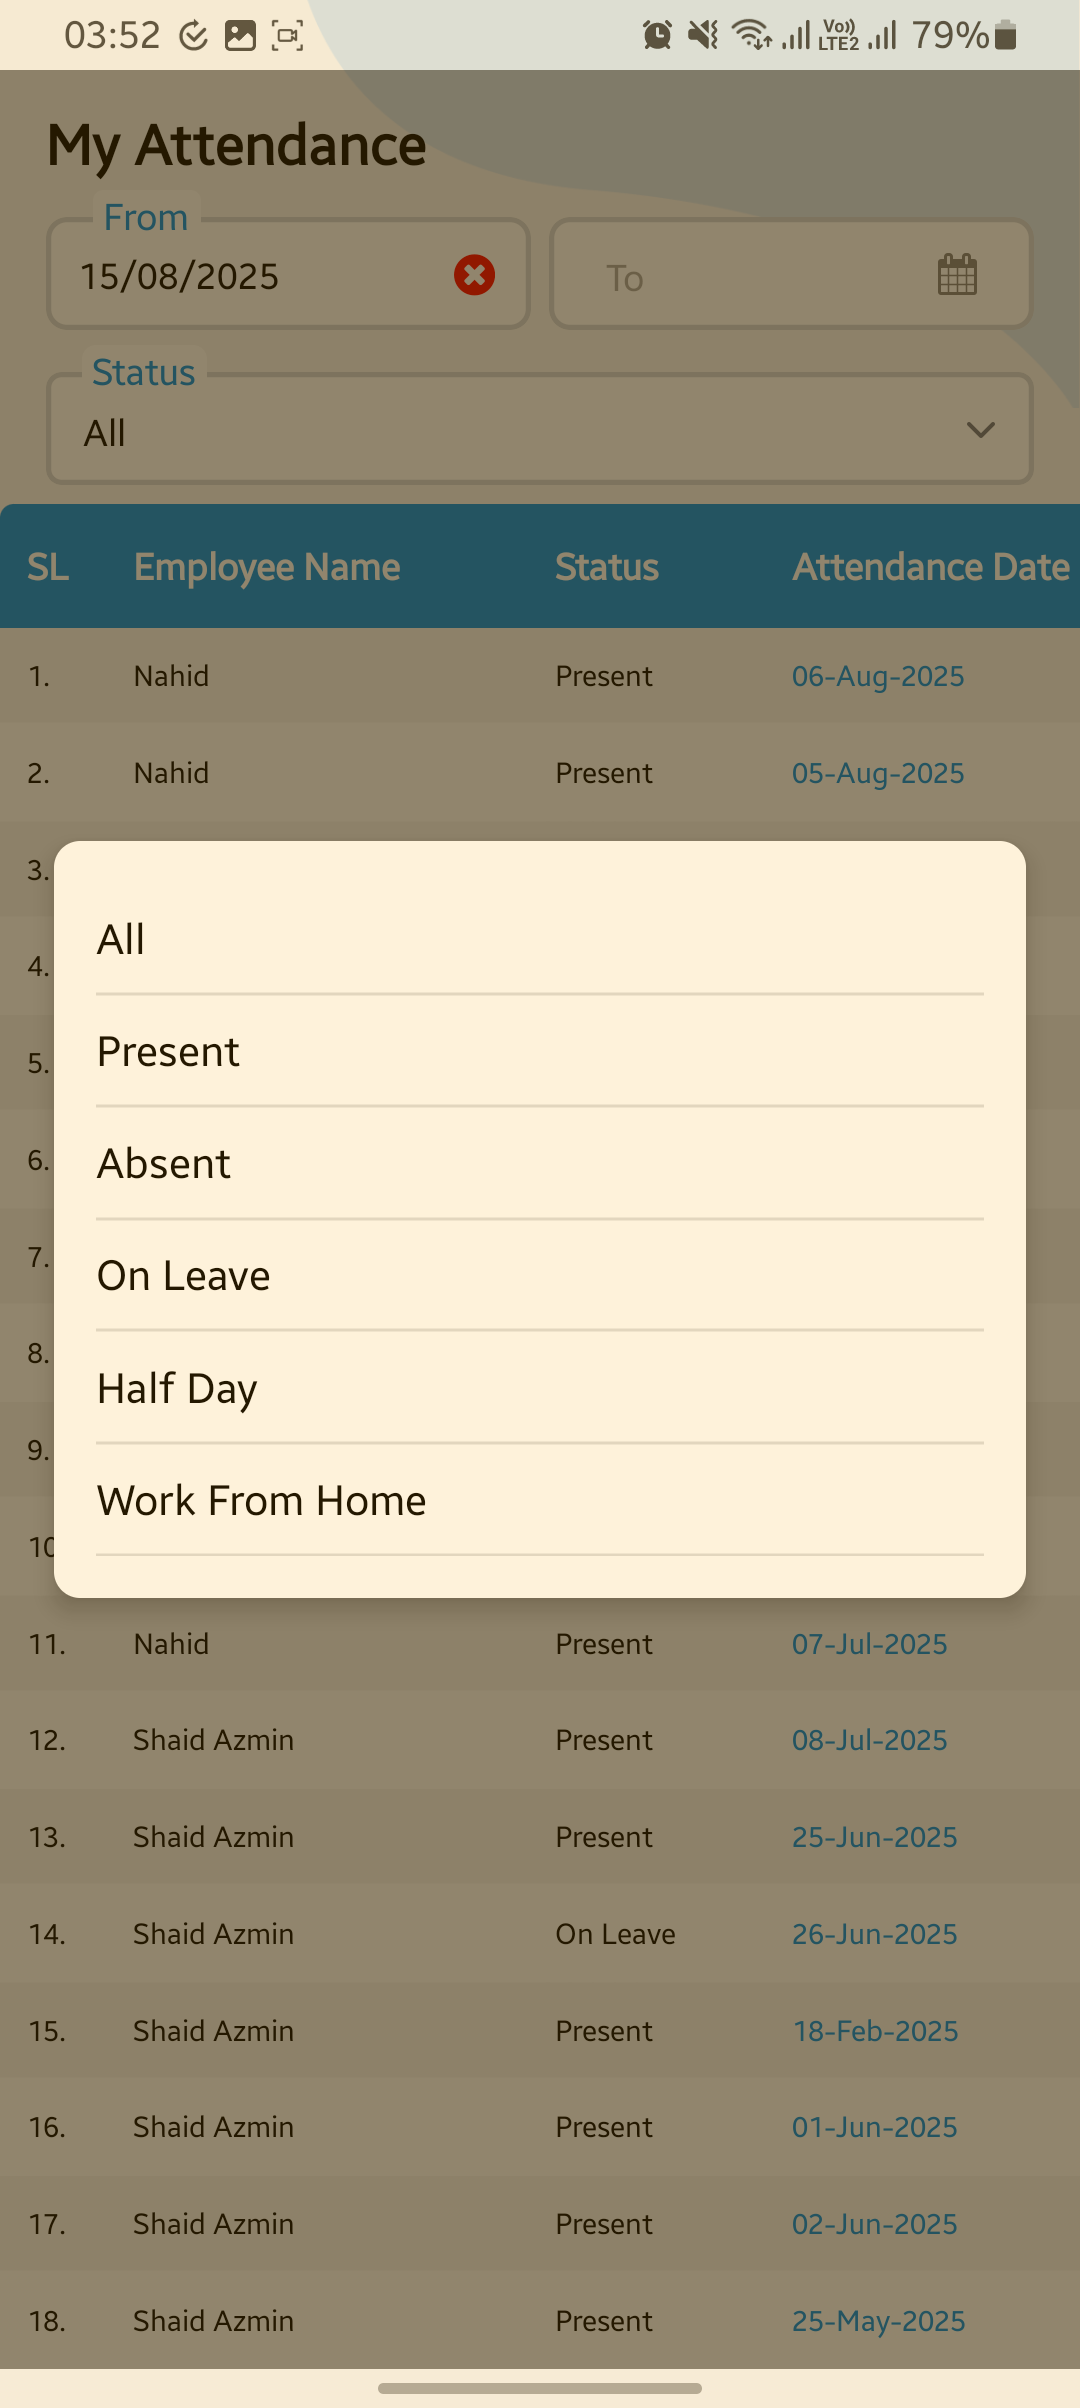 03:52 Vo)) LTE2 79%
My Attendance
From
15/08/2025 To
Status
All
SL Employee Name Status Attendance Date
1. Nahid Present 06-Aug-2025
2. Nahid Present 05-Aug-2025
3.
All
4.
Present
5.
Absent
6.
7.
On Leave
8.
Half Day
9.
Work From Home
10
11. Nahid Present 07-Jul-2025
12. Shaid Azmin Present 08-Jul-2025
13. Shaid Azmin Present 25-Jun-2025
14. Shaid Azmin On Leave 26-Jun-2025
15. Shaid Azmin Present 18-Feb-2025
16. Shaid Azmin Present 01-Jun-2025
17. Shaid Azmin Present 02-Jun-2025
18. Shaid Azmin Present 25-May-2025